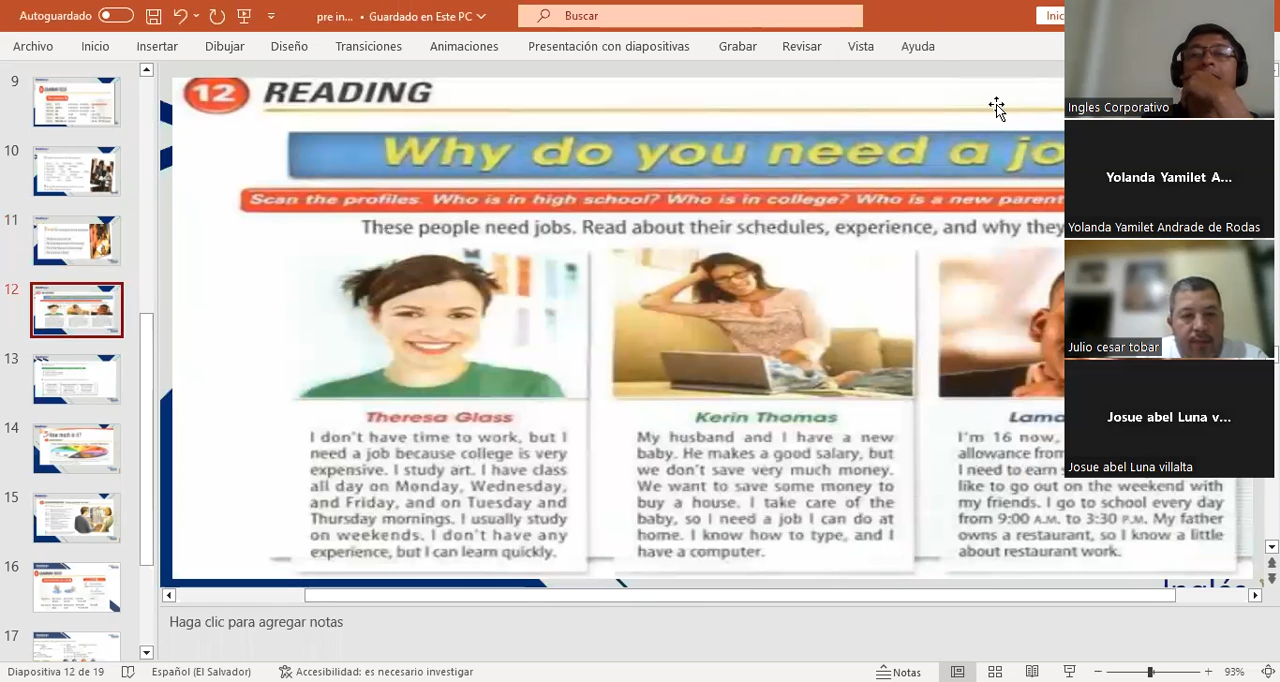 Autoguardado
pre in... • Guardado en Este PC
Buscar
Inic
Archivo
Inicio
Insertar
Dibujar
Diseño
Transiciones
Animaciones
Presentación con diapositivas
Grabar
Revisar
Vista
Ayuda
9
10
11
12
13
14
15
16
17
12 READING
Why do you need a jo
Scan the profiles. Who is in high school? Who is in college? Who is a new parent
These people need jobs. Read about their schedules, experience, and why they
Theresa Glass
I don't have time to work, but I
need a job because college is very
expensive. I study art. I have class
all day on Monday, Wednesday,
and Friday, and on Tuesday and
Thursday mornings. I usually study
on weekends. I don't have any
experience, but I can learn quickly.
Kerin Thomas
My husband and I have a new
baby. He makes a good salary, but
we don't save very much money.
We want to save some money to
buy a house. I take care of the
baby, so I need a job I can do at
home. I know how to type, and I
have a computer.
Lama
I'm 16 now,
allowance from
I need to earn
like to go out on the weekend with
my friends. I go to school every day
from 9:00 A.M. to 3:30 P.M. My father
owns a restaurant, so I know a little
about restaurant work.
Ingles Corporativo
Yolanda Yamilet A...
Yolanda Yamilet Andrade de Rodas
Julio cesar tobar
Josue abel Luna v...
Josue abel Luna villalta
Haga clic para agregar notas
Diapositiva 12 de 19
Español (El Salvador)
Accesibilidad: es necesario investigar
Notas
93%